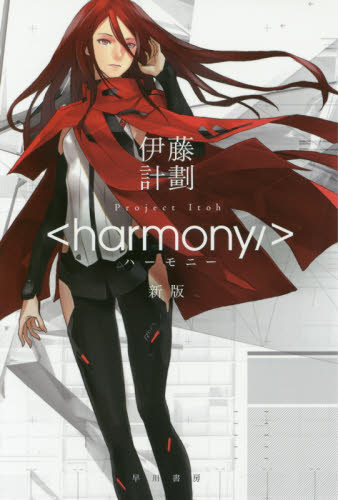 伊藤
計劃
Project Itoh
<harmony/>
ハーモニー
新版
早川書房